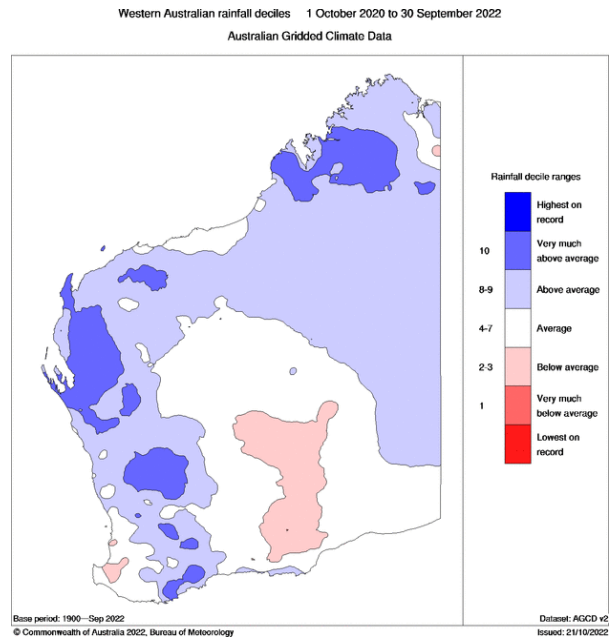 Western Australian rainfall deciles 1 October 2020 to 30 September 2022
Australian Gridded Climate Data
Rainfall decile ranges
Highest on
record
10 Very much
above average
8-9 Above average
4-7 Average
2-3 Below average
1 Very much
below average
Lowest on
record
Base period: 1900—Sep 2022 Dataset: AGCD v2
© Commonwealth of Australia 2022, Bureau of Meteorology Issued: 21/10/2022